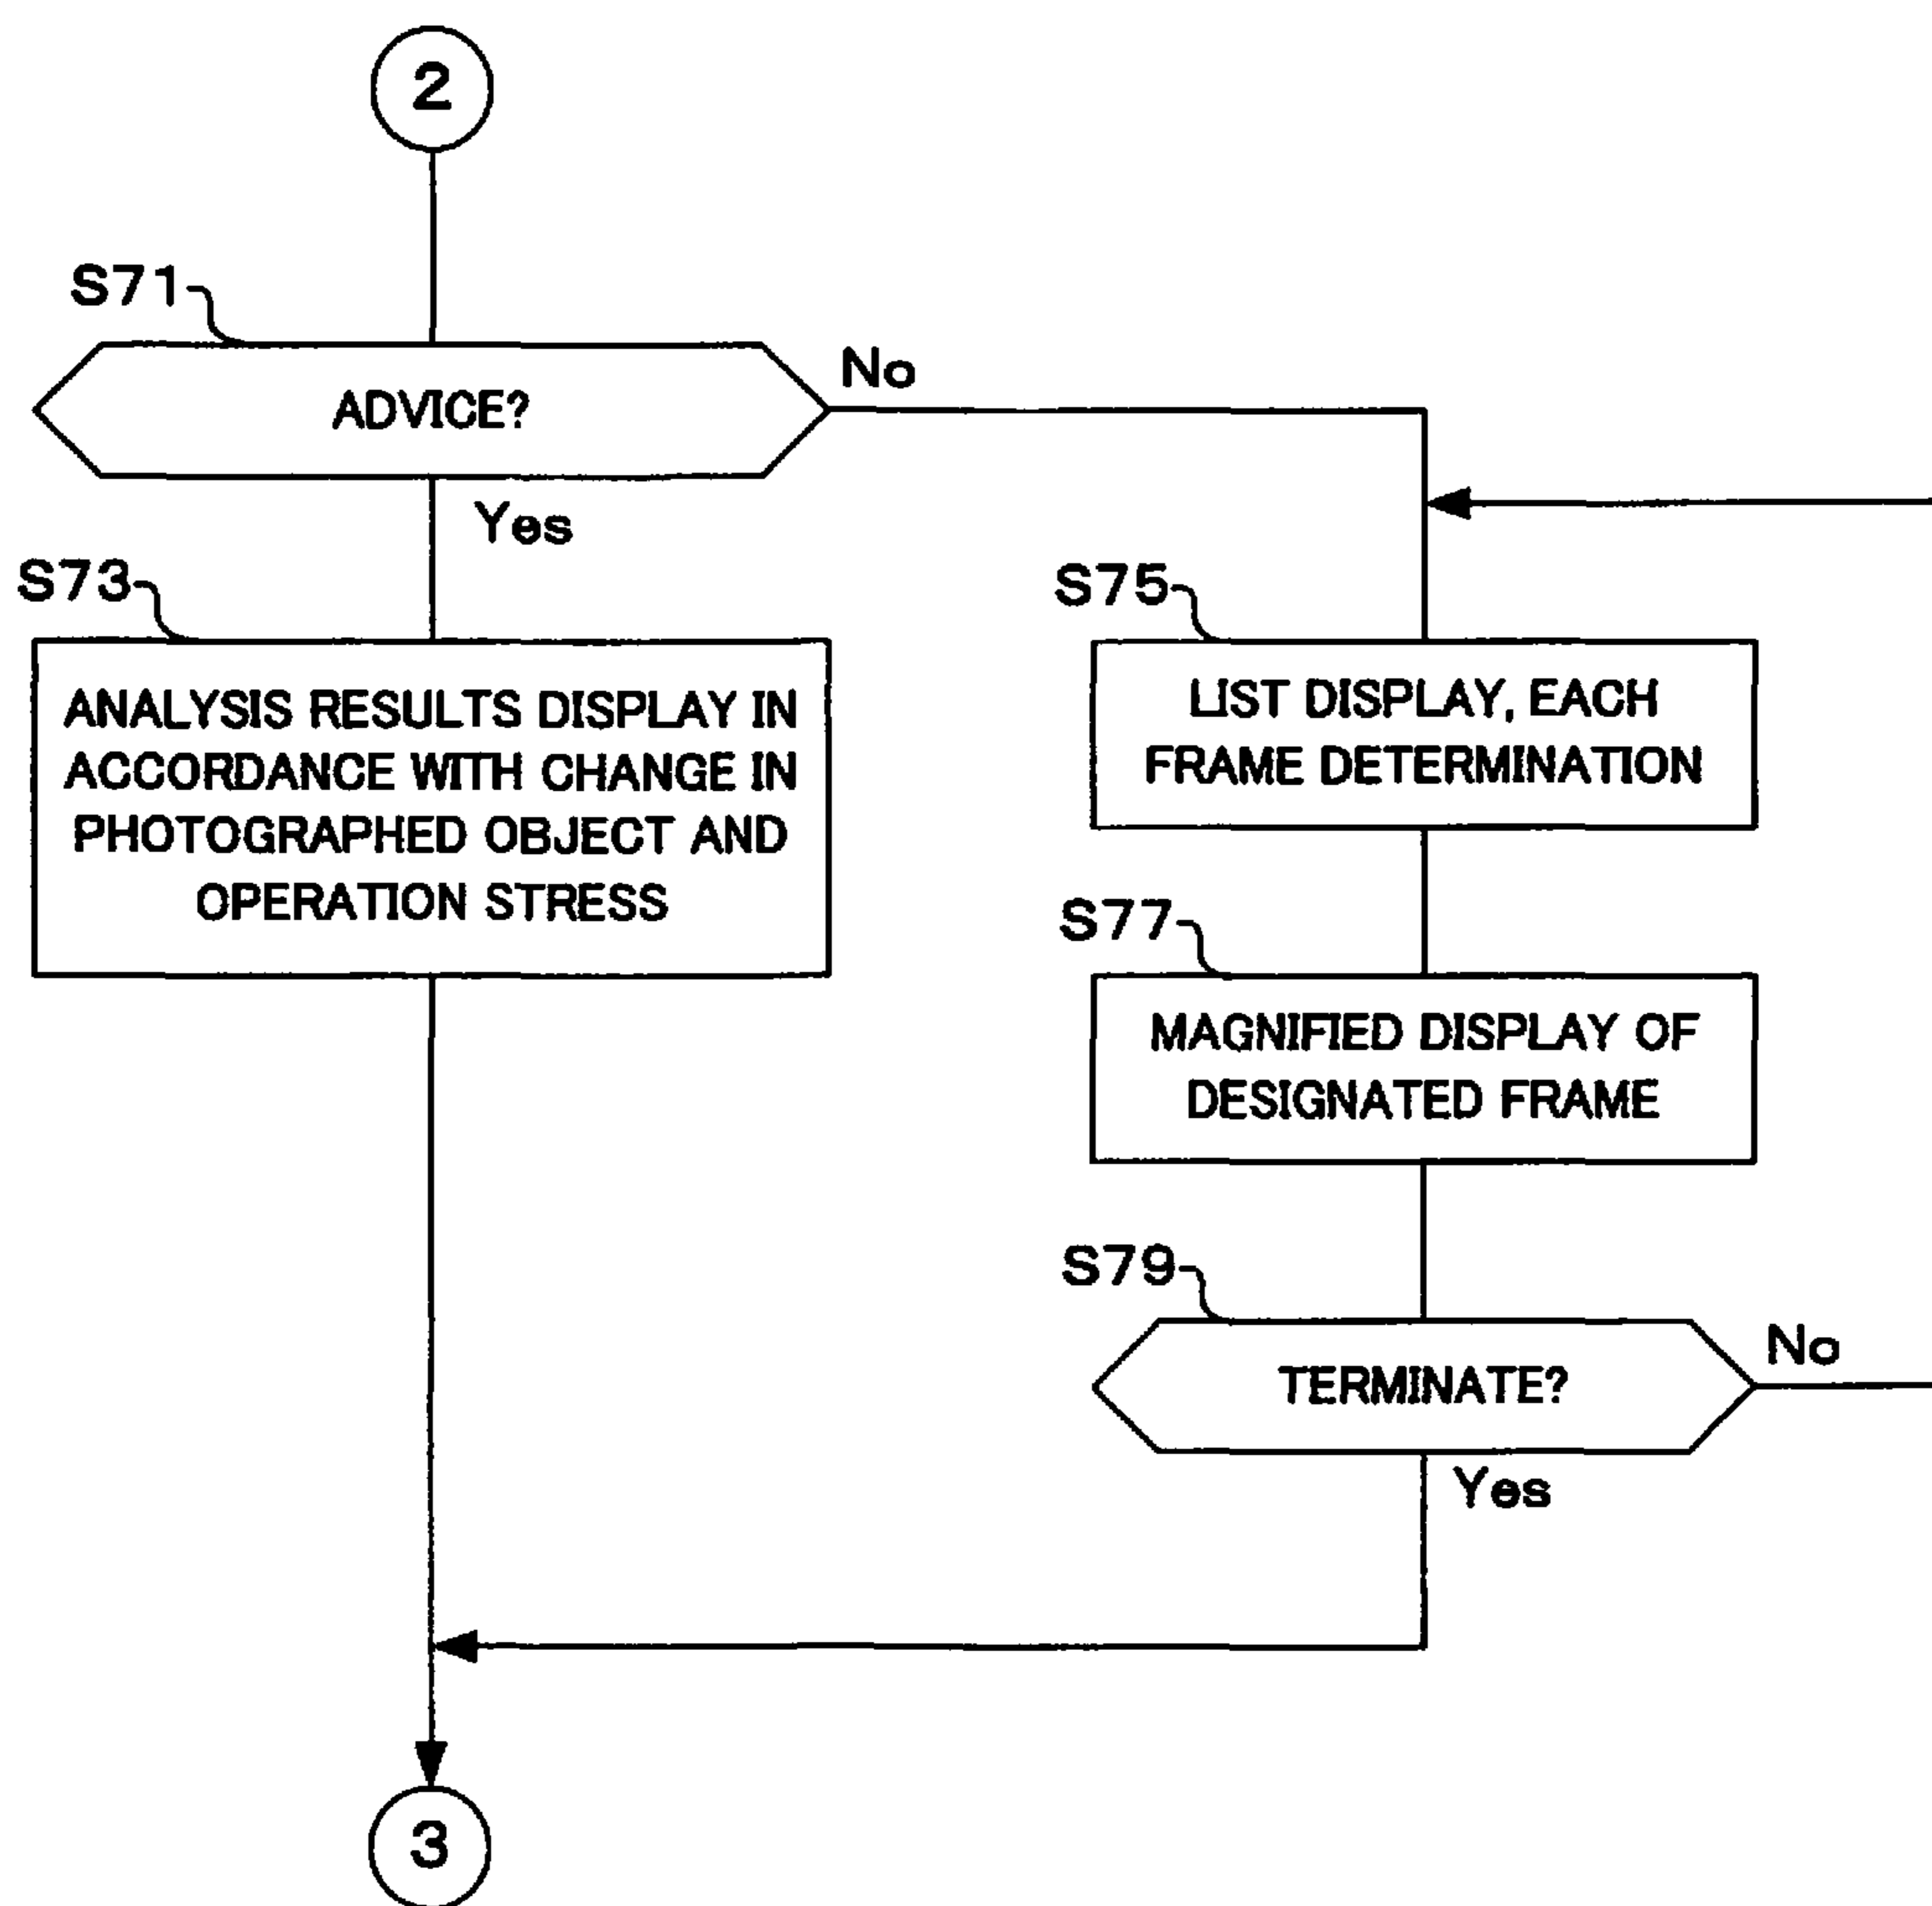 2
S71
ADVICE?
No
Yes
S73
ANALYSIS RESULTS DISPLAY IN
ACCORDANCE WITH CHANGE IN
PHOTOGRAPHED OBJECT AND
OPERATION STRESS
S75
LIST DISPLAY, EACH
FRAME DETERMINATION
S77
MAGNIFIED DISPLAY OF
DESIGNATED FRAME
S79
TERMINATE?
No
Yes
3